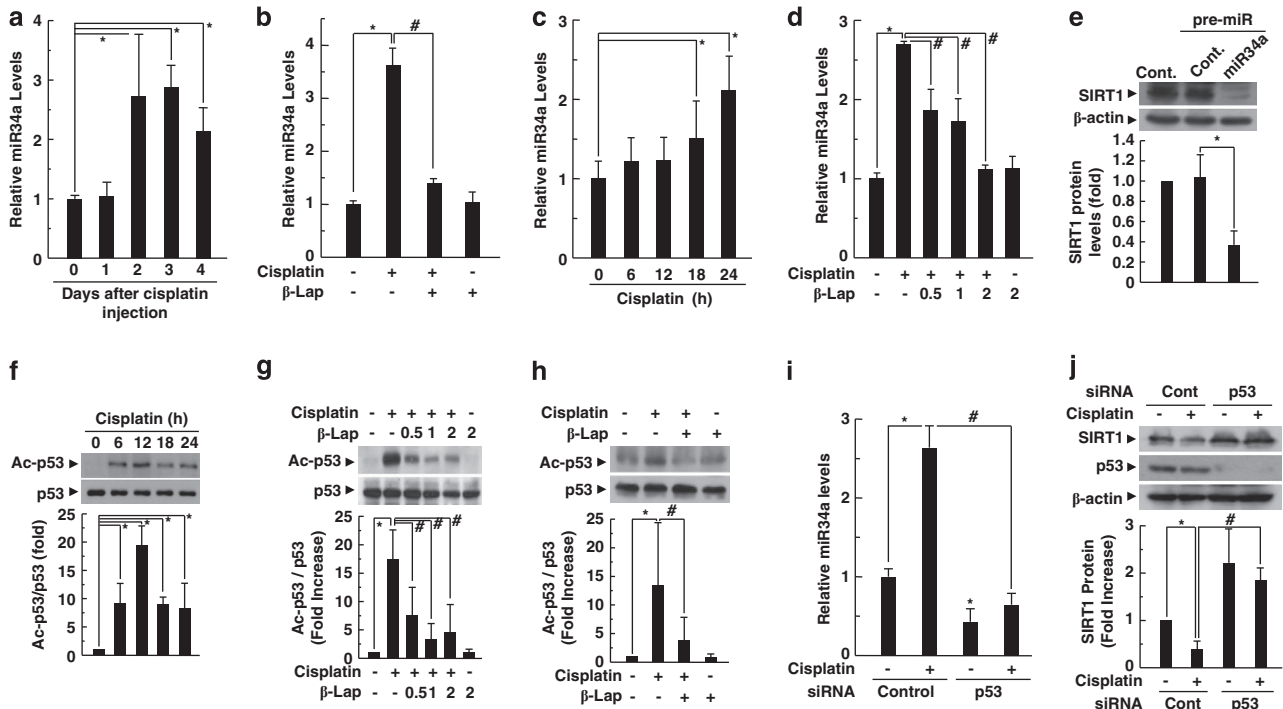 a
Relative miR34a Levels
4
3
2
1
0
*
*
*
0 1 2 3 4
Days after cisplatin
injection
b
Relative miR34a Levels
4
3
2
1
0
* #
Cisplatin - + + -
β-Lap - - + +
c
Relative miR34a Levels
3
2
1
0
*
*
0 6 12 18 24
Cisplatin (h)
d
Relative miR34a Levels
3
2
1
0
* # # #
Cisplatin - + + + + -
β-Lap - - 0.5 1 2 2
e
pre-miR
Cont. Cont. miR34a
SIRT1
β-actin
SIRT1 protein
levels (fold)
1.4
1.2
1.0
0.8
0.4
0
*
f
Cisplatin (h)
0 6 12 18 24
Ac-p53
p53
Ac-p53/p53 (fold)
25
20
15
10
5
0
* * * *
g
Cisplatin - + + + + -
β-Lap - - 0.5 1 2 2
Ac-p53
p53
Ac-p53 / p53
(Fold Increase)
25
20
15
10
5
0
* # # #
Cisplatin - + + + + -
β-Lap - - 0.5 1 2 2
h
Cisplatin - + + -
β-Lap - - + +
Ac-p53
p53
Ac-p53 / p53
(Fold Increase)
25
20
15
10
5
0
* #
Cisplatin - + + -
β-Lap - - + +
i
Relative miR34a levels
3
2
1
0
* #
*
Cisplatin - + - +
siRNA Control p53
j
siRNA Cont p53
Cisplatin - + - +
SIRT1
p53
β-actin
SIRT1 Protein
(Fold Increase)
3
2
1
0
* #
Cisplatin - + - +
siRNA Cont p53